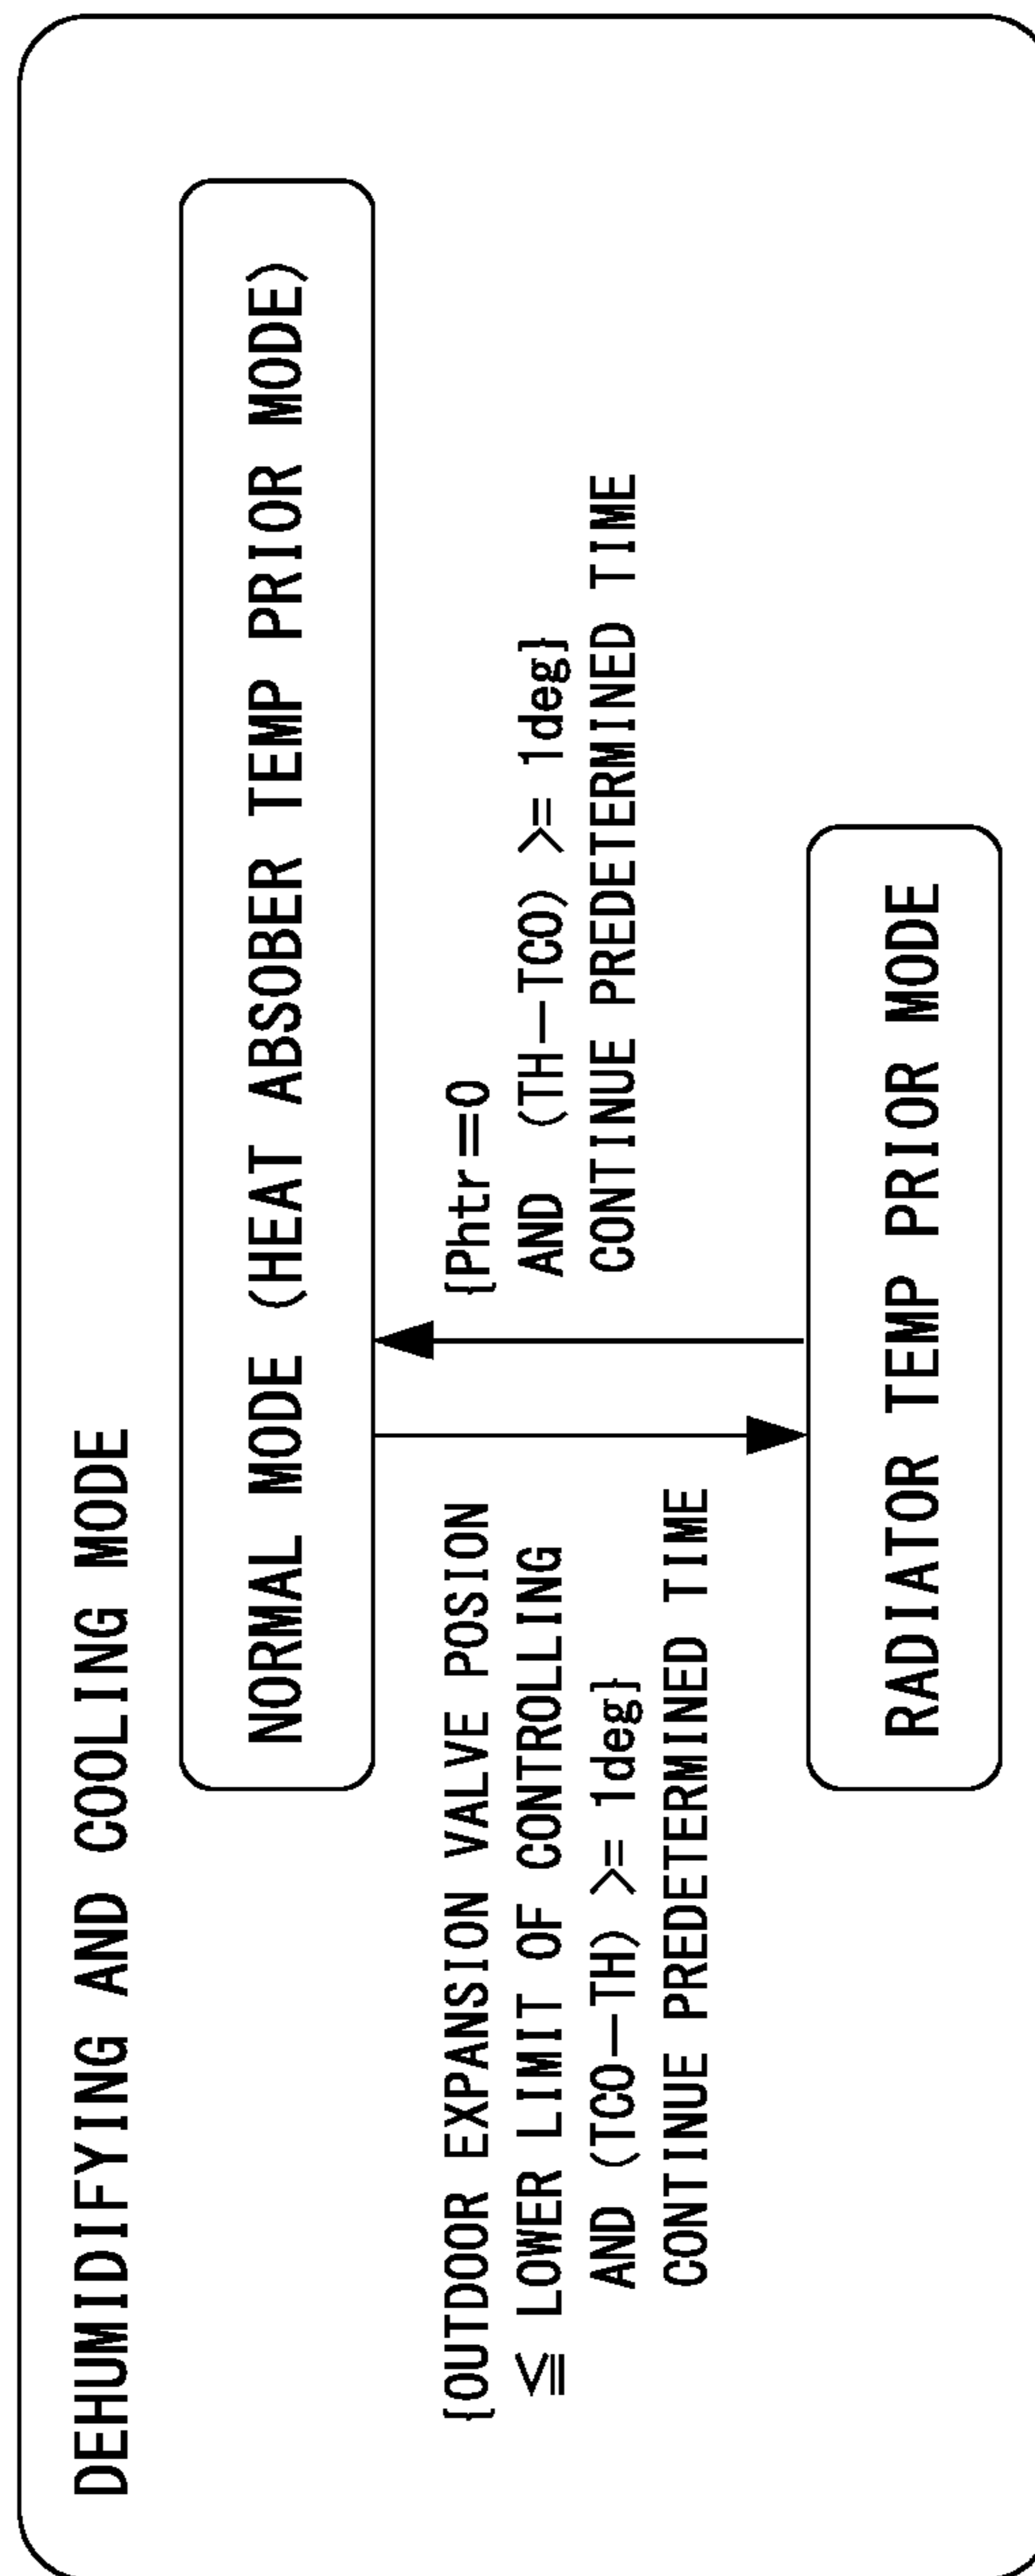 DEHUMIDIFYING AND COOLING MODE
NORMAL MODE (HEAT ABSOBER TEMP PRIOR MODE)
{OUTDOOR EXPANSION VALVE POSION
≦ LOWER LIMIT OF CONTROLLING
AND (TCO—TH) >= 1deg}
CONTINUE PREDETERMINED TIME
{Phtr=0
AND (TH—TCO) >= 1deg}
CONTINUE PREDETERMINED TIME
RADIATOR TEMP PRIOR MODE